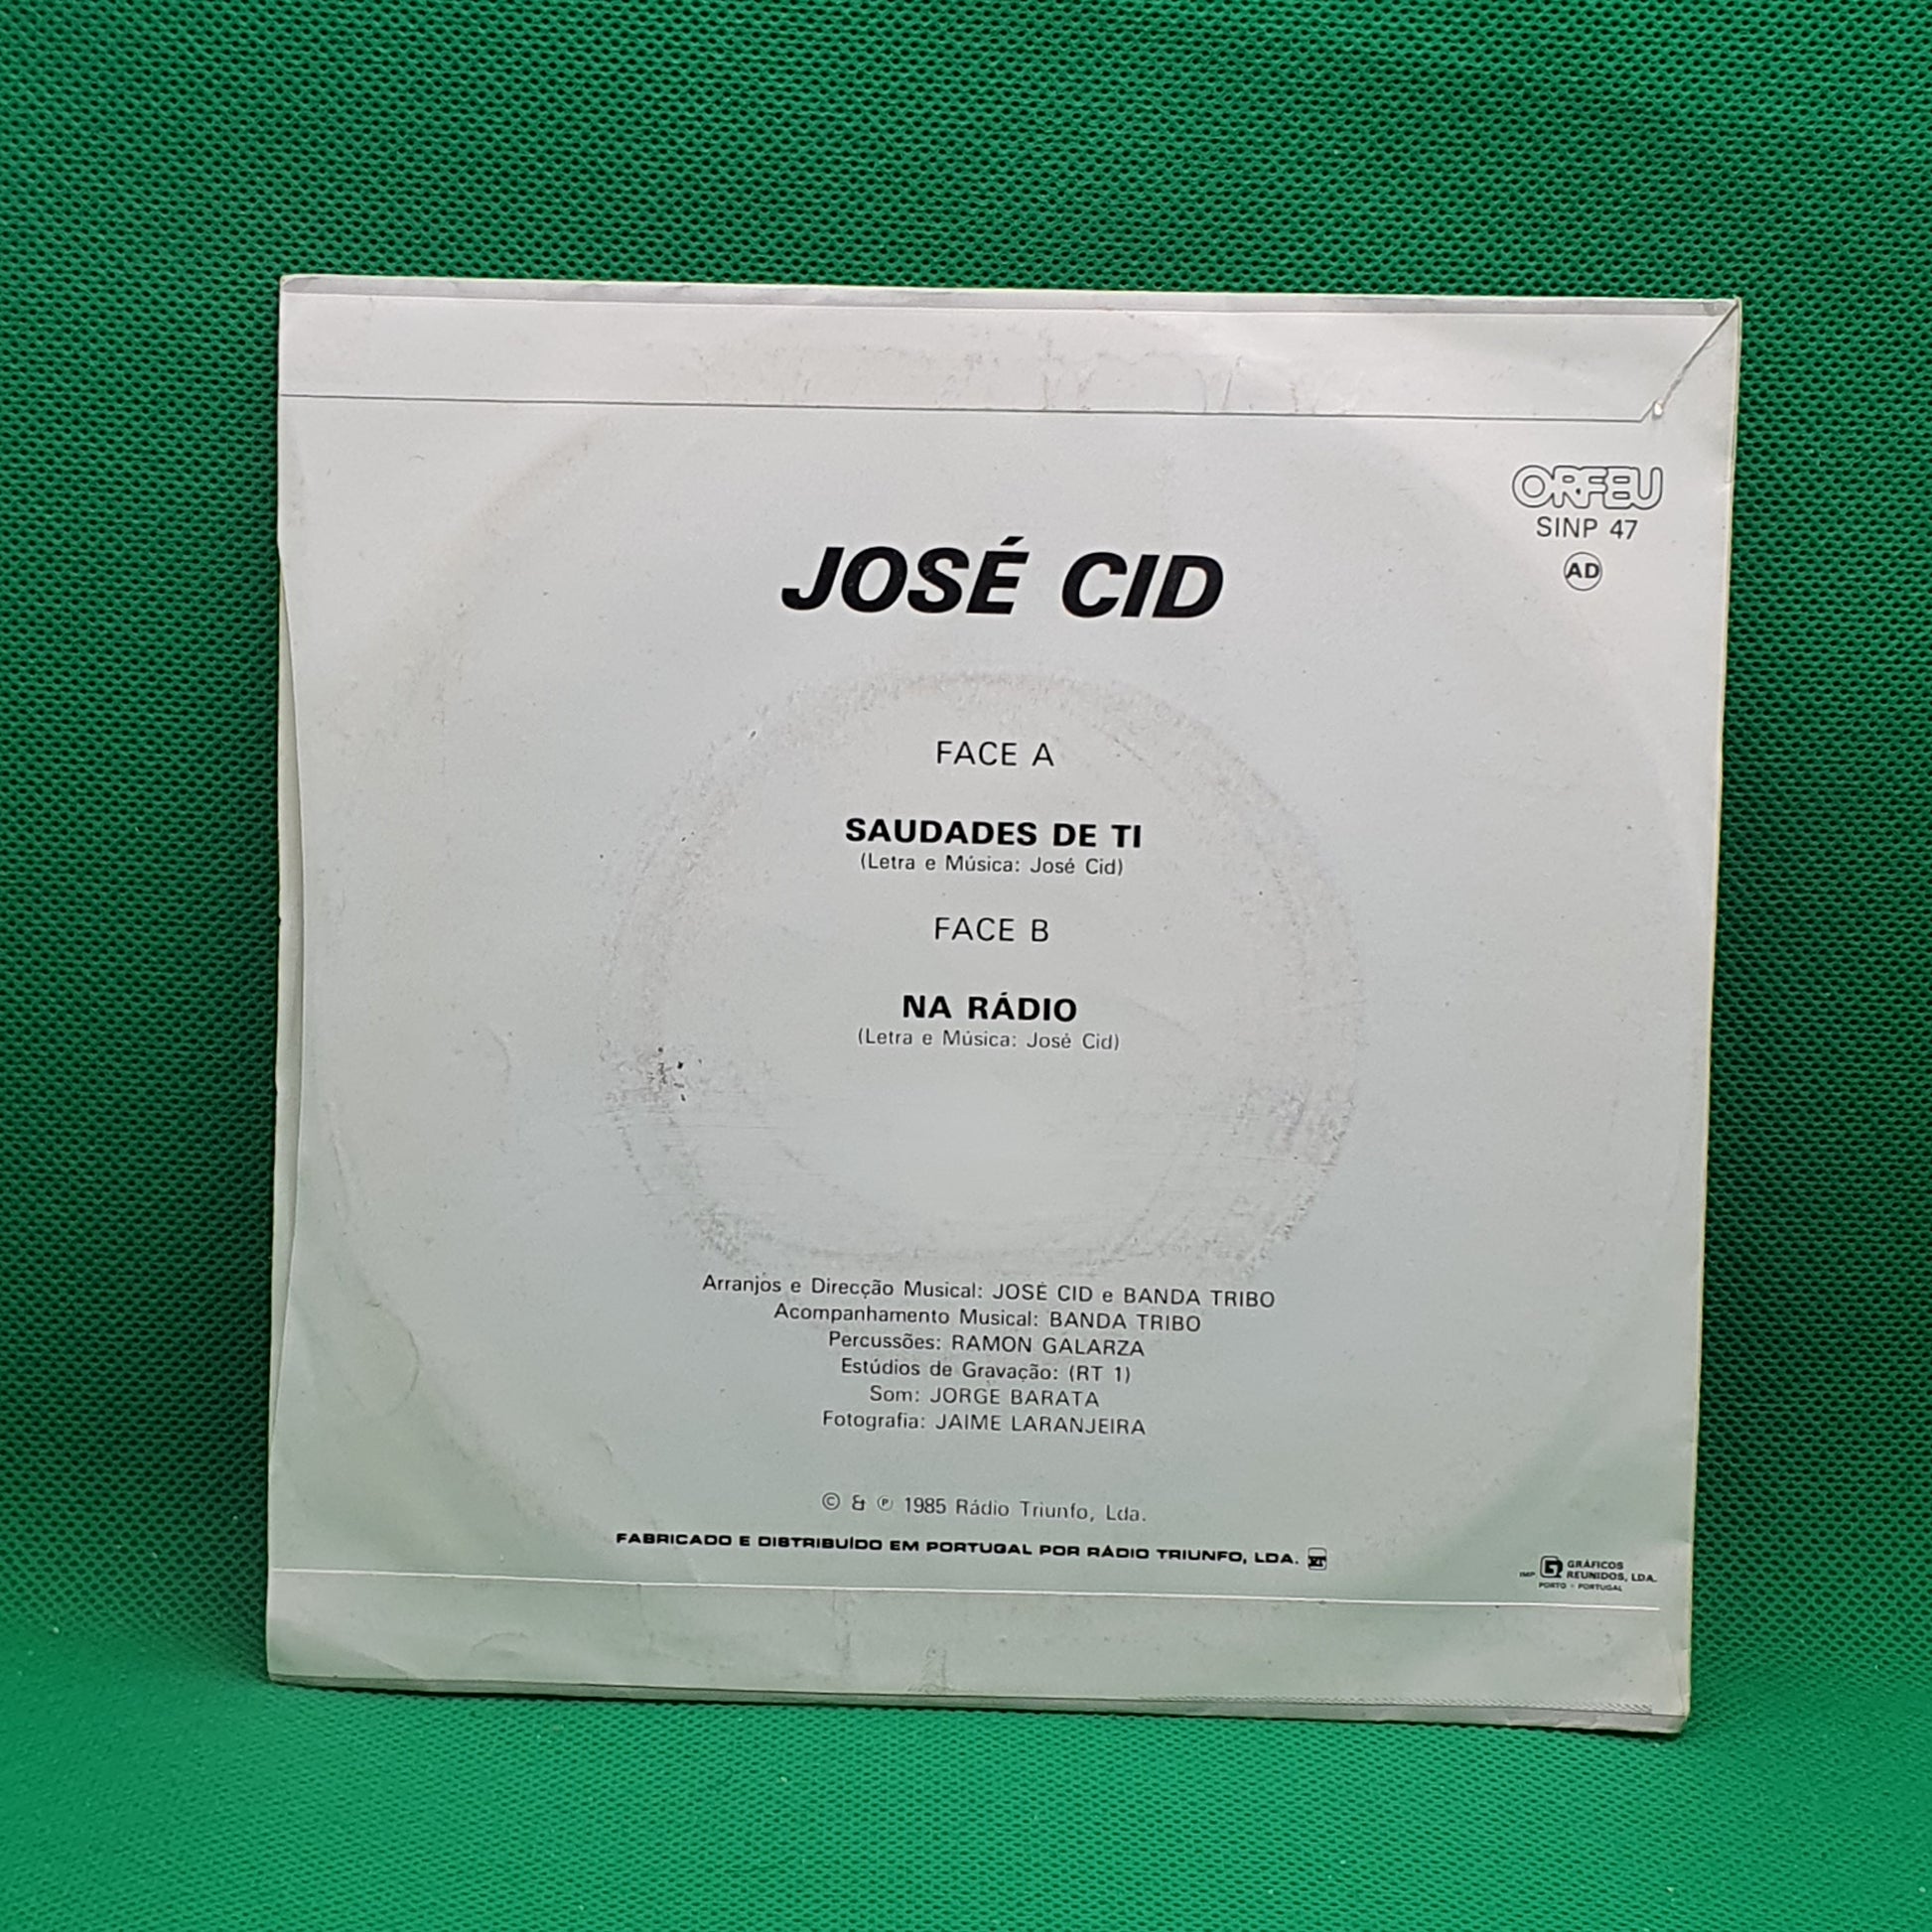 ORFEU
SINP 47
AD
JOSÉ CID
FACE A
SAUDADES DE TI
(Letra e Música: José Cid)
FACE B
NA RÁDIO
(Letra e Música: José Cid)
Arranjos e Direcção Musical: JOSÉ CID e BANDA TRIBO
Acompanhamento Musical: BANDA TRIBO
Percussões: RAMON GALARZA
Estúdios de Gravação: (RT 1)
Som: JORGE BARATA
Fotografia: JAIME LARANJEIRA
© & ℗ 1985 Rádio Triunfo, Lda.
FABRICADO E DISTRIBUÍDO EM PORTUGAL POR RÁDIO TRIUNFO, LDA.
IMP. GRÁFICOS
REUNIDOS, LDA.
PORTO - PORTUGAL